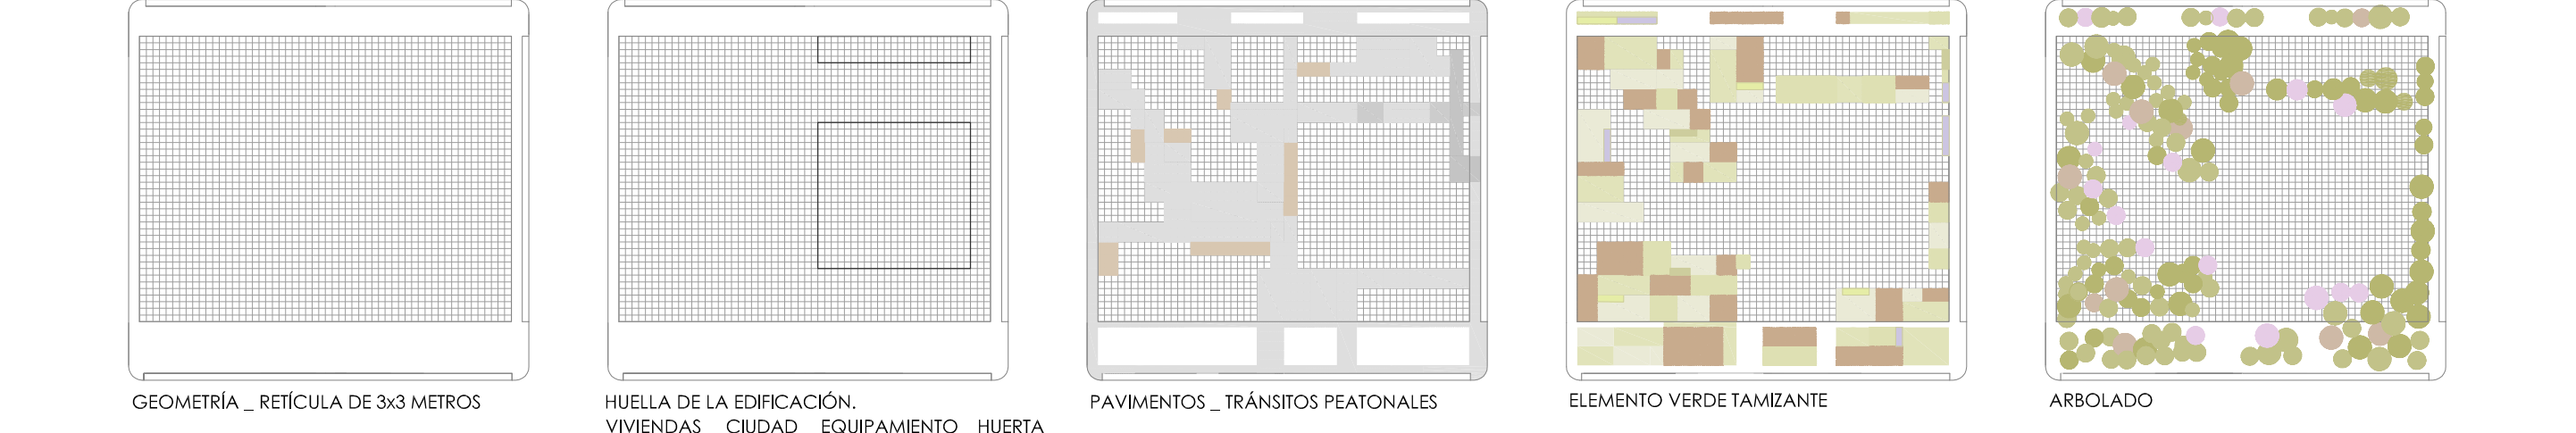 GEOMETRÍA _ RETÍCULA DE 3x3 METROS
HUELLA DE LA EDIFICACIÓN.
VIVIENDAS CIUDAD EQUIPAMIENTO HUERTA
PAVIMENTOS _ TRÁNSITOS PEATONALES
ELEMENTO VERDE TAMIZANTE
ARBOLADO